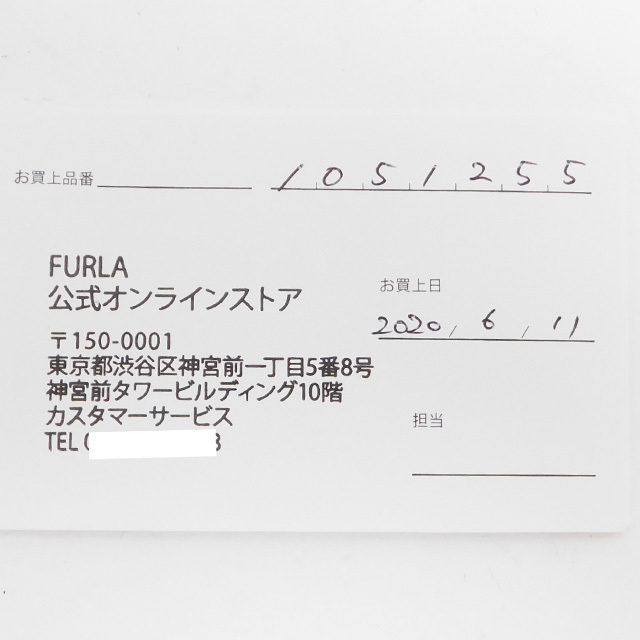 お買上品番 1051255
FURLA
公式オンラインストア
〒150-0001
東京都渋谷区神宮前一丁目5番8号
神宮前タワービルディング10階
カスタマーサービス
TEL
お買上日
2020, 6, 11
担当